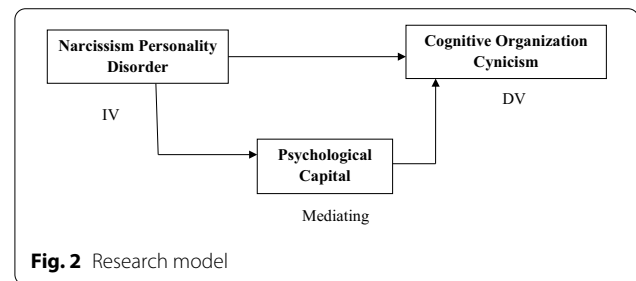 Narcissism Personality
Disorder
Cognitive Organization
Cynicism
IV
DV
Psychological
Capital
Mediating
Fig. 2 Research model